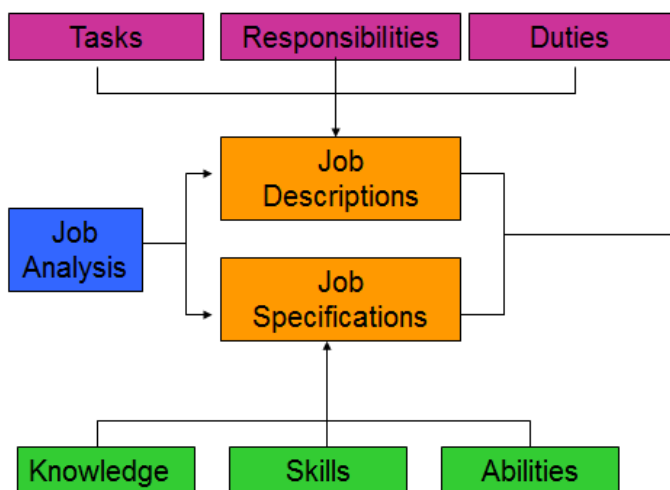 Tasks
Responsibilities
Duties
Job
Descriptions
Job
Analysis
Job
Specifications
Knowledge
Skills
Abilities